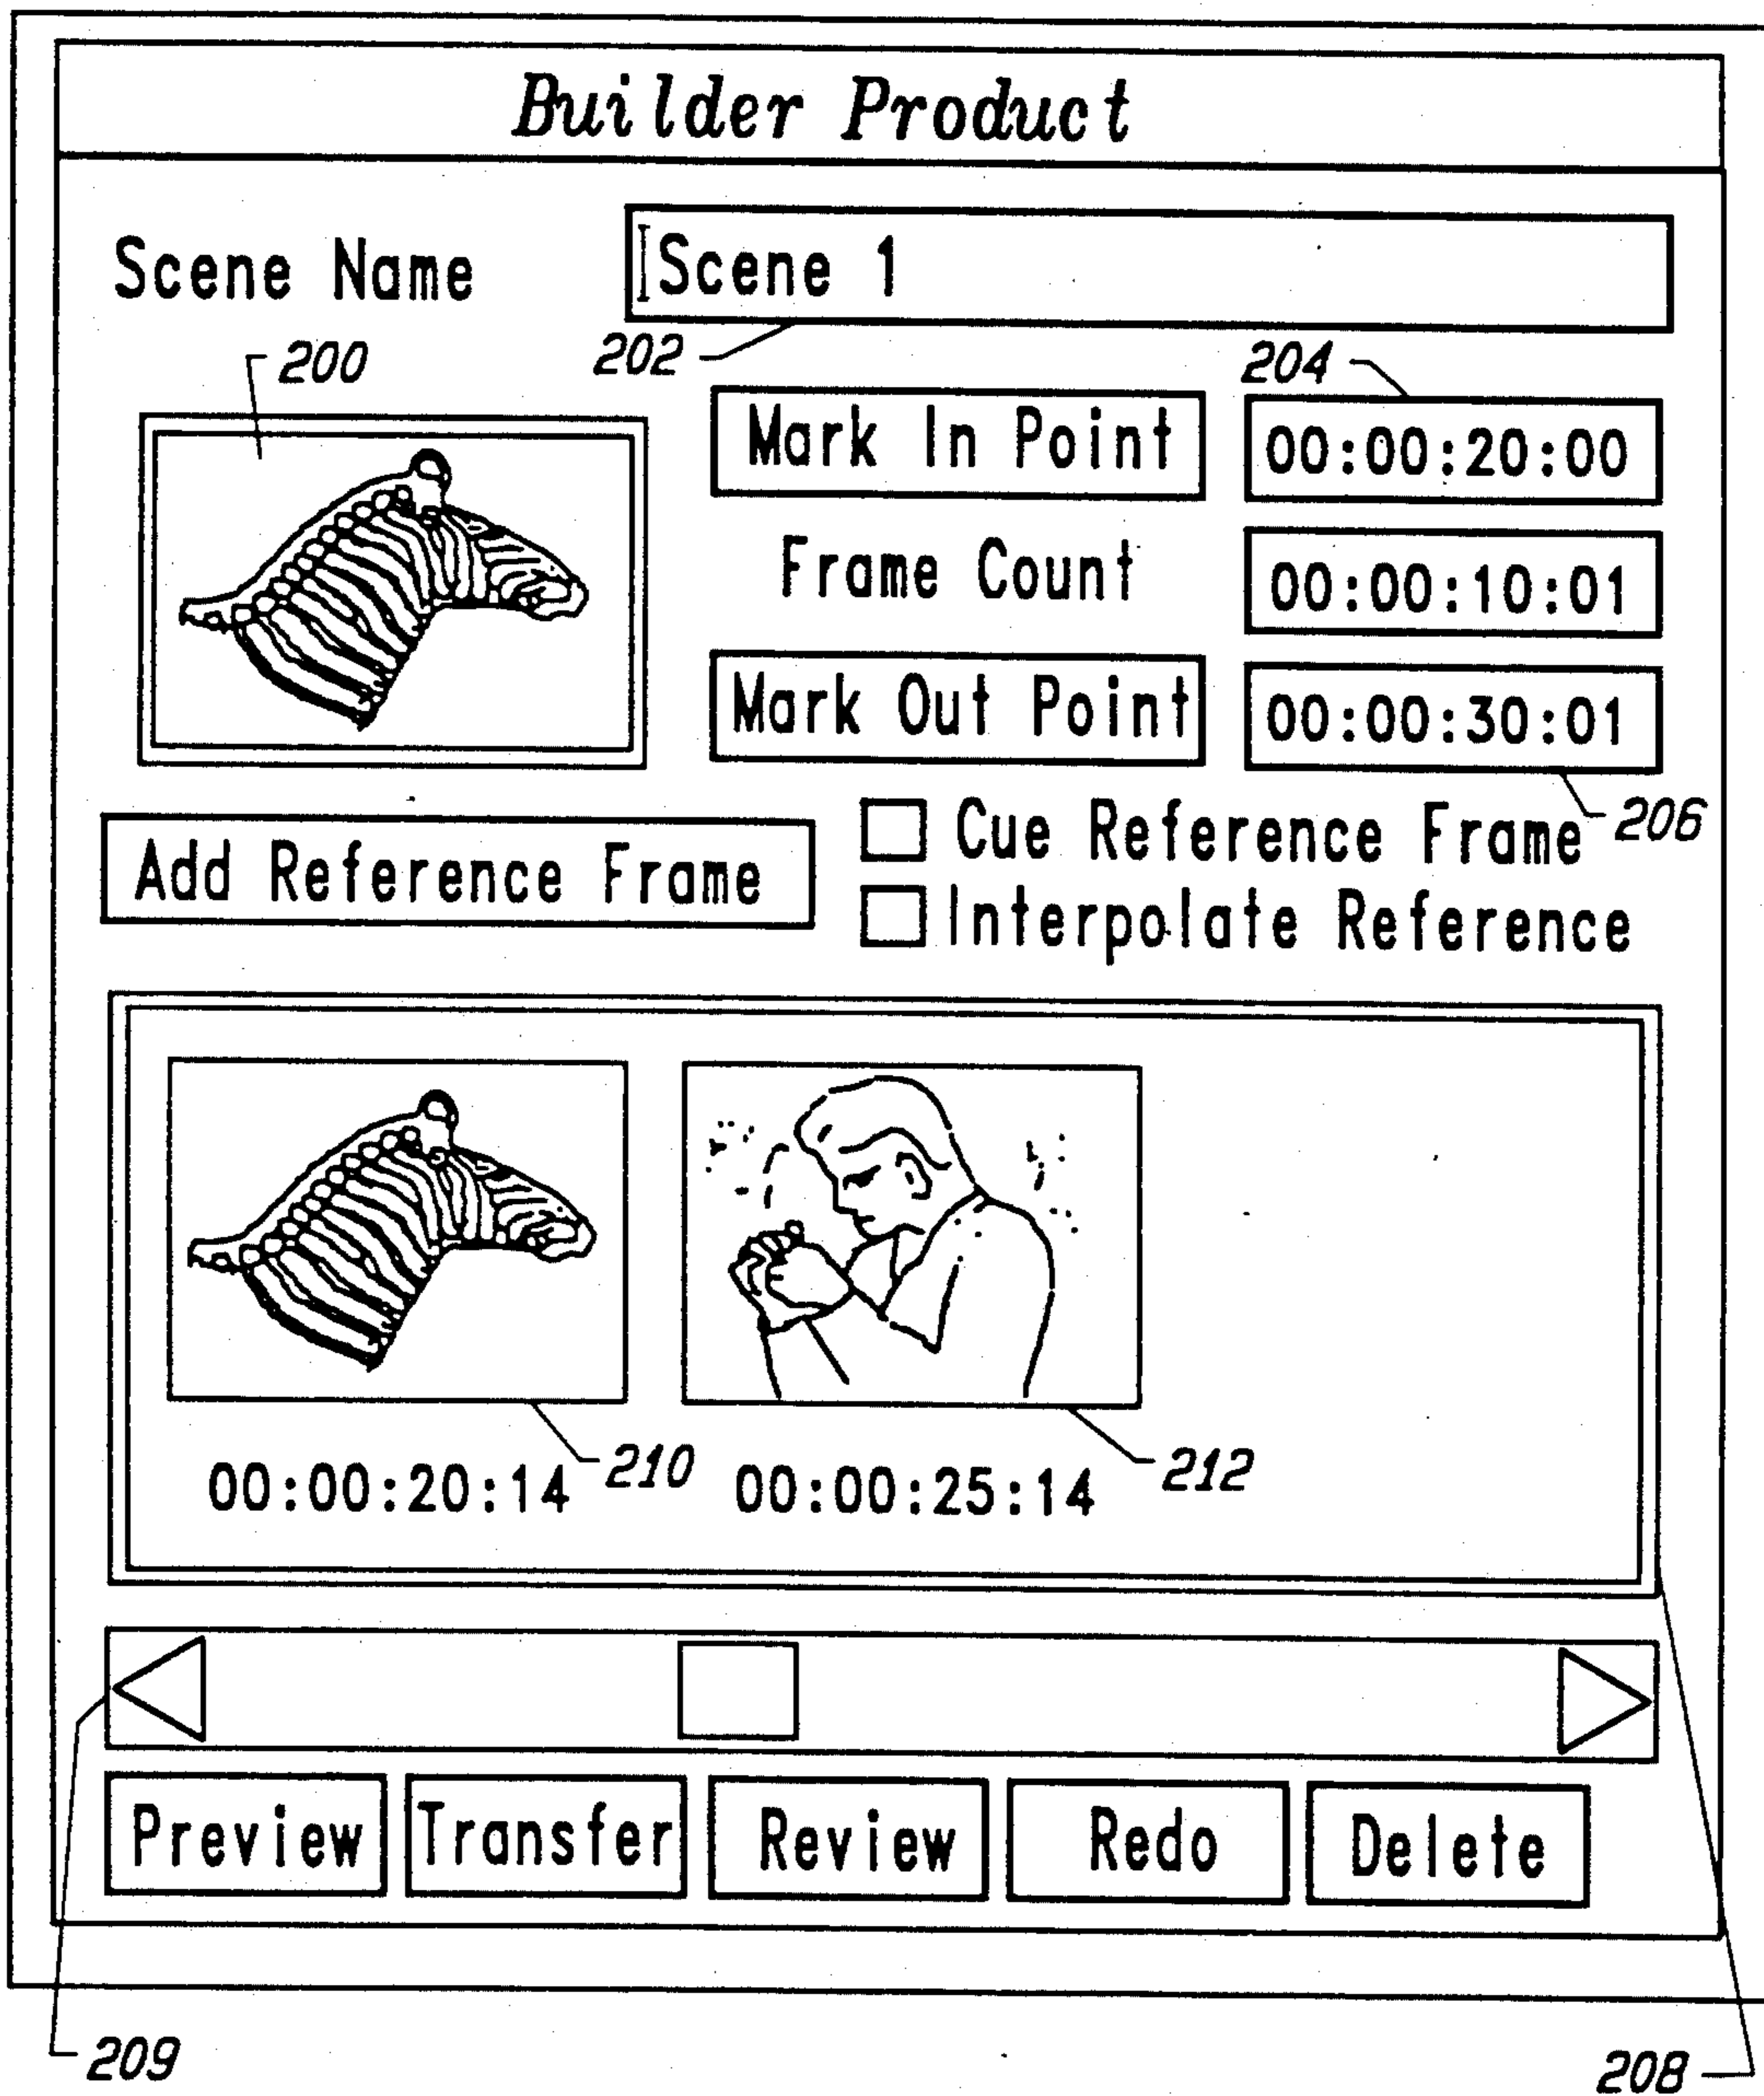 Builder Product
Scene Name
Scene 1
200
202
204
Mark In Point
00:00:20:00
Frame Count
00:00:10:01
Mark Out Point
00:00:30:01
206
Add Reference Frame
Cue Reference Frame
Interpolate Reference
00:00:20:14
210
00:00:25:14
212
Preview
Transfer
Review
Redo
Delete
209
208